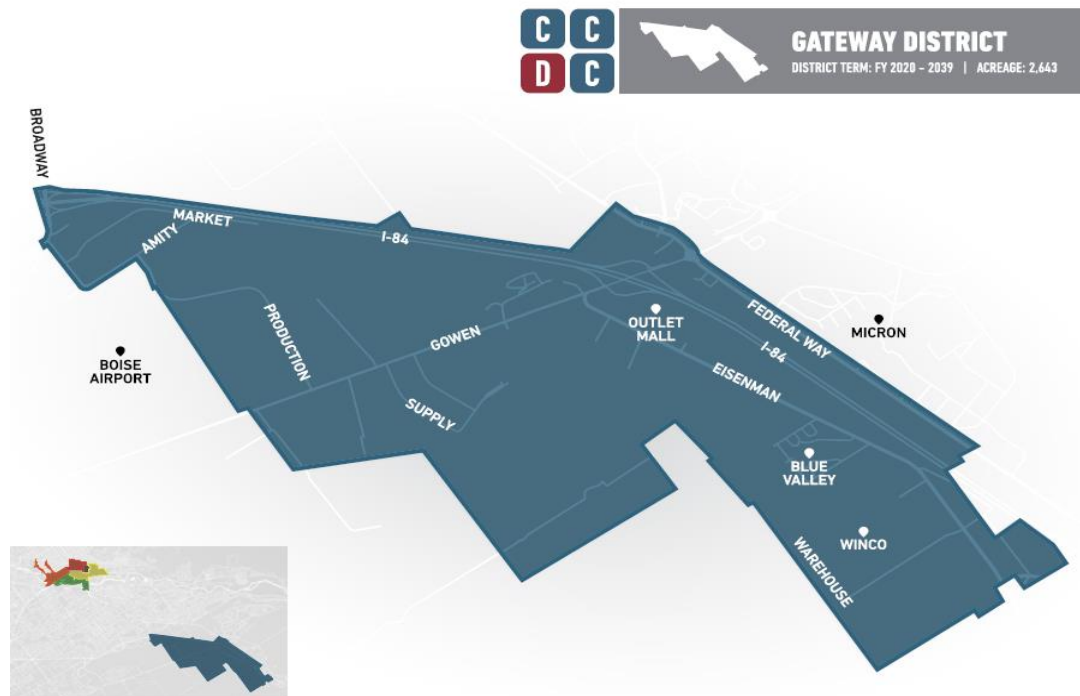 C C
D C
GATEWAY DISTRICT
DISTRICT TERM: FY 2020 - 2039 | ACREAGE: 2,643
BROADWAY
MARKET
AMITY
I-84
PRODUCTION
GOWEN
OUTLET
MALL
FEDERAL WAY
MICRON
I-84
BOISE
AIRPORT
EISENMAN
SUPPLY
BLUE
VALLEY
WINCO
WAREHOUSE